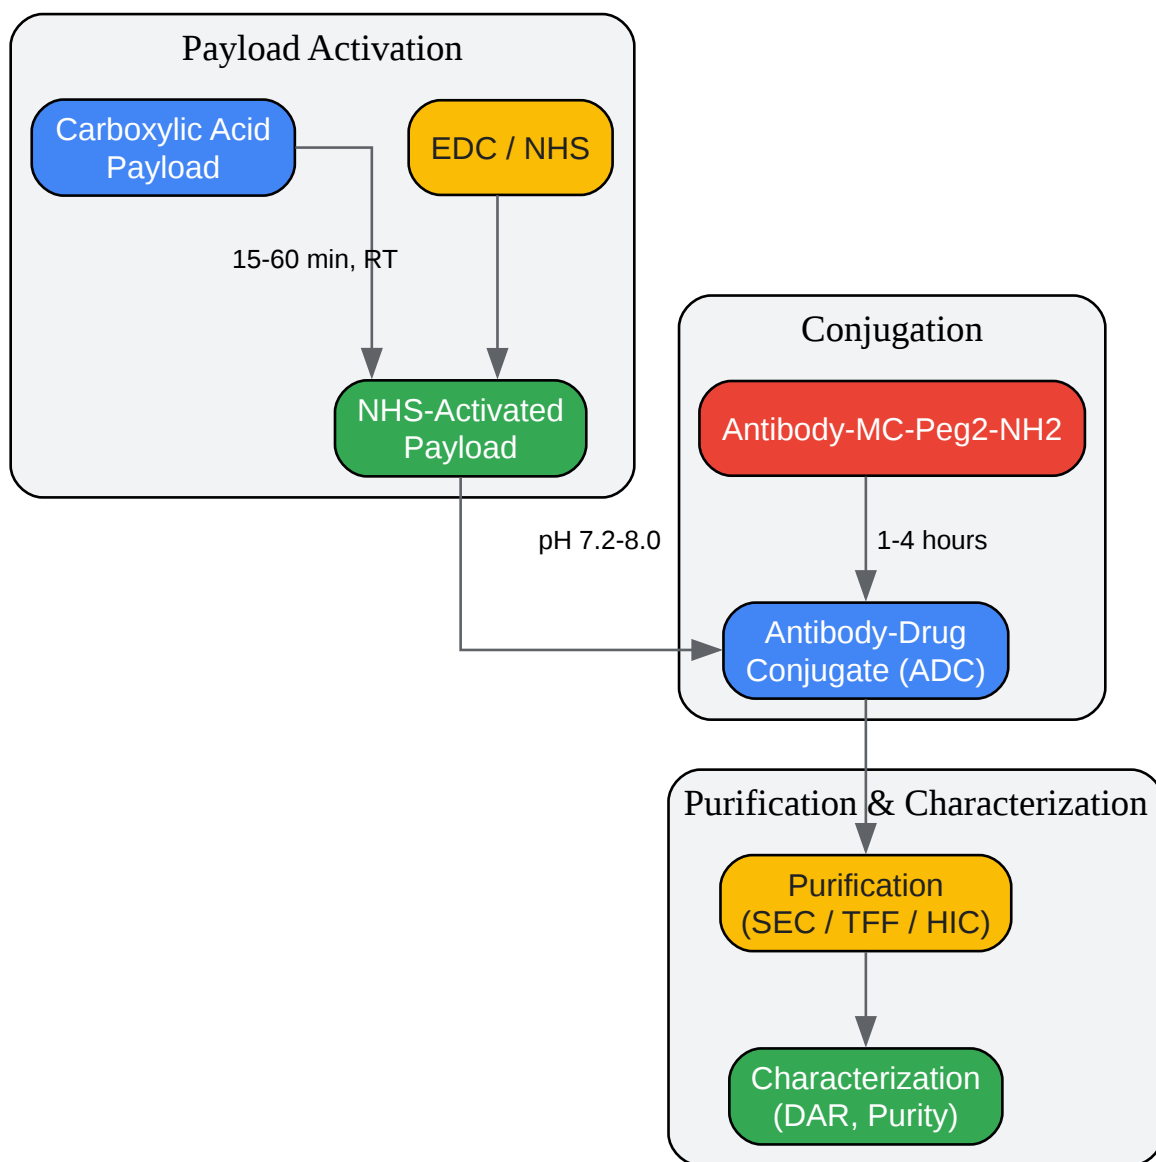 Payload Activation
Carboxylic Acid
Payload
EDC / NHS
15-60 min, RT
NHS-Activated
Payload
Conjugation
Antibody-MC-Peg2-NH2
pH 7.2-8.0
1-4 hours
Antibody-Drug
Conjugate (ADC)
Purification & Characterization
Purification
(SEC / TFF / HIC)
Characterization
(DAR, Purity)